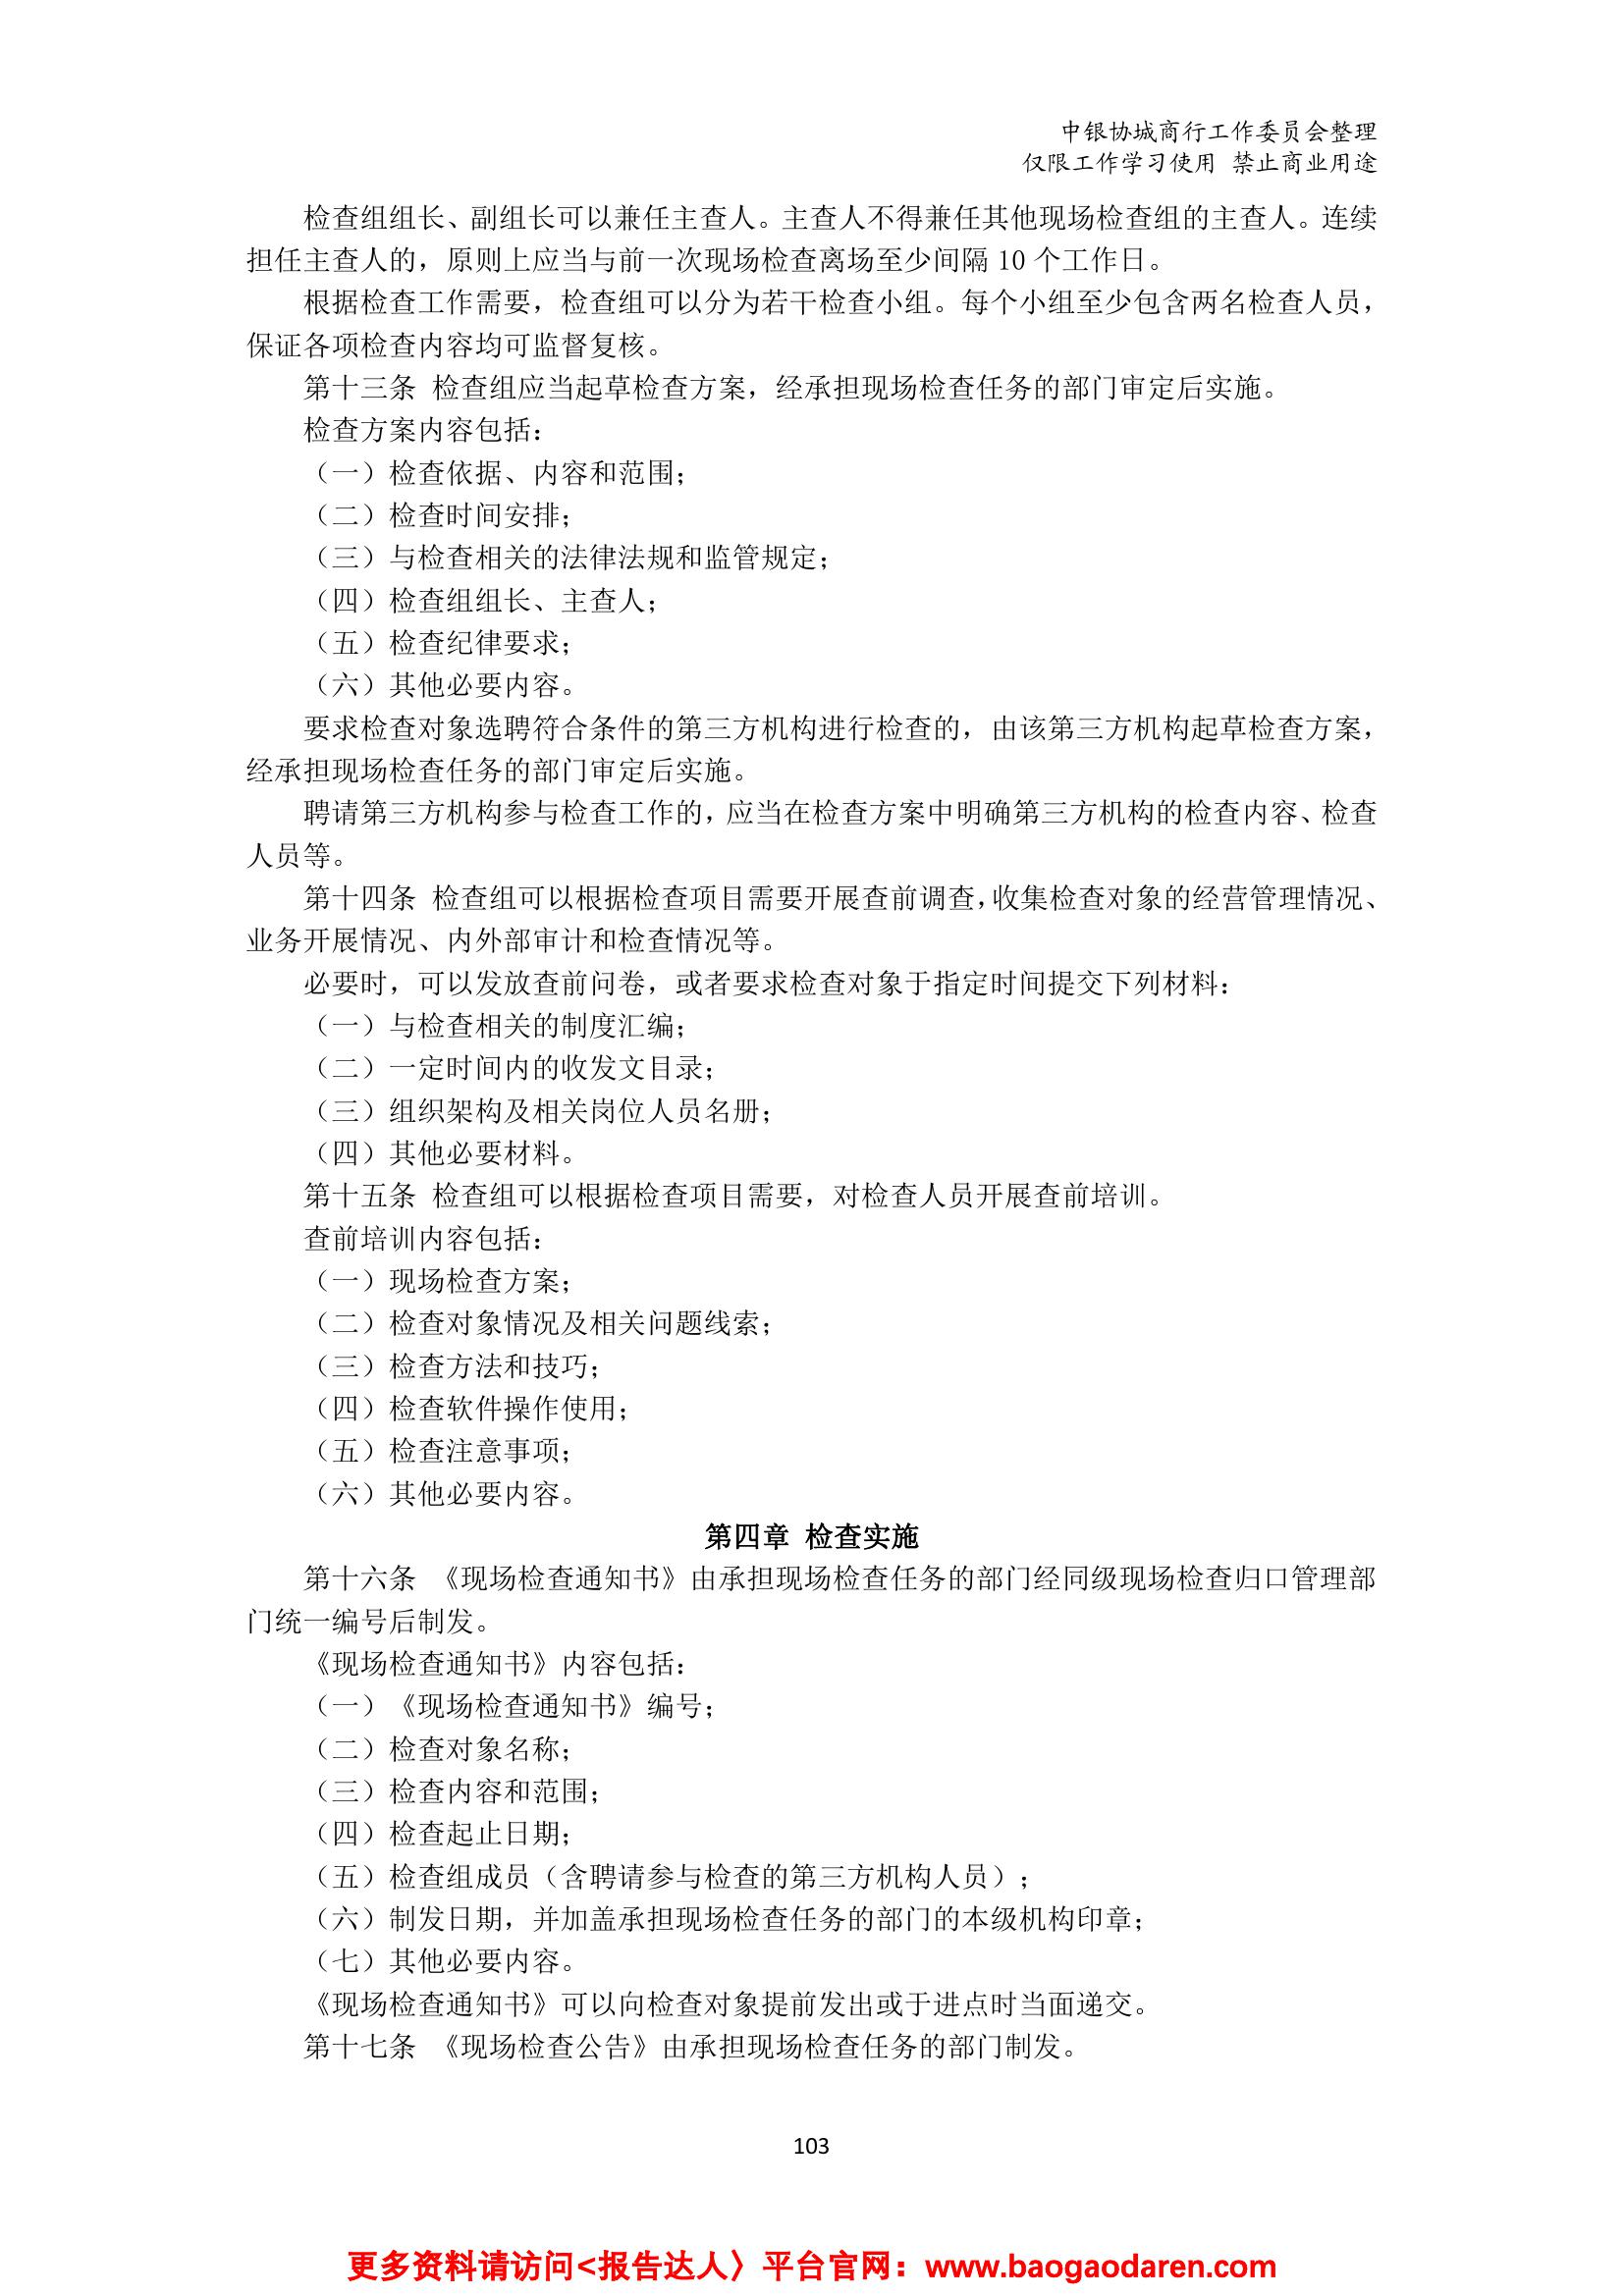 中银协城商行工作委员会整理
仅限工作学习使用 禁止商业用途
检查组组长、副组长可以兼任主查人。主查人不得兼任其他现场检查组的主查人。连续
担任主查人的，原则上应当与前一次现场检查离场至少间隔 10 个工作日。
根据检查工作需要，检查组可以分为若干检查小组。每个小组至少包含两名检查人员，
保证各项检查内容均可监督复核。
第十三条 检查组应当起草检查方案，经承担现场检查任务的部门审定后实施。
检查方案内容包括：
（一）检查依据、内容和范围；
（二）检查时间安排；
（三）与检查相关的法律法规和监管规定；
（四）检查组组长、主查人；
（五）检查纪律要求；
（六）其他必要内容。
要求检查对象选聘符合条件的第三方机构进行检查的，由该第三方机构起草检查方案，
经承担现场检查任务的部门审定后实施。
聘请第三方机构参与检查工作的，应当在检查方案中明确第三方机构的检查内容、检查
人员等。
第十四条 检查组可以根据检查项目需要开展查前调查，收集检查对象的经营管理情况、
业务开展情况、内外部审计和检查情况等。
必要时，可以发放查前问卷，或者要求检查对象于指定时间提交下列材料：
（一）与检查相关的制度汇编；
（二）一定时间内的收发文目录；
（三）组织架构及相关岗位人员名册；
（四）其他必要材料。
第十五条 检查组可以根据检查项目需要，对检查人员开展查前培训。
查前培训内容包括：
（一）现场检查方案；
（二）检查对象情况及相关问题线索；
（三）检查方法和技巧；
（四）检查软件操作使用；
（五）检查注意事项；
（六）其他必要内容。
第四章 检查实施
第十六条 《现场检查通知书》由承担现场检查任务的部门经同级现场检查归口管理部
门统一编号后制发。
《现场检查通知书》内容包括：
（一）《现场检查通知书》编号；
（二）检查对象名称；
（三）检查内容和范围；
（四）检查起止日期；
（五）检查组成员（含聘请参与检查的第三方机构人员）；
（六）制发日期，并加盖承担现场检查任务的部门的本级机构印章；
（七）其他必要内容。
《现场检查通知书》可以向检查对象提前发出或于进点时当面递交。
第十七条 《现场检查公告》由承担现场检查任务的部门制发。
103
更多资料请访问<报告达人〉平台官网：www.baogaodaren.com